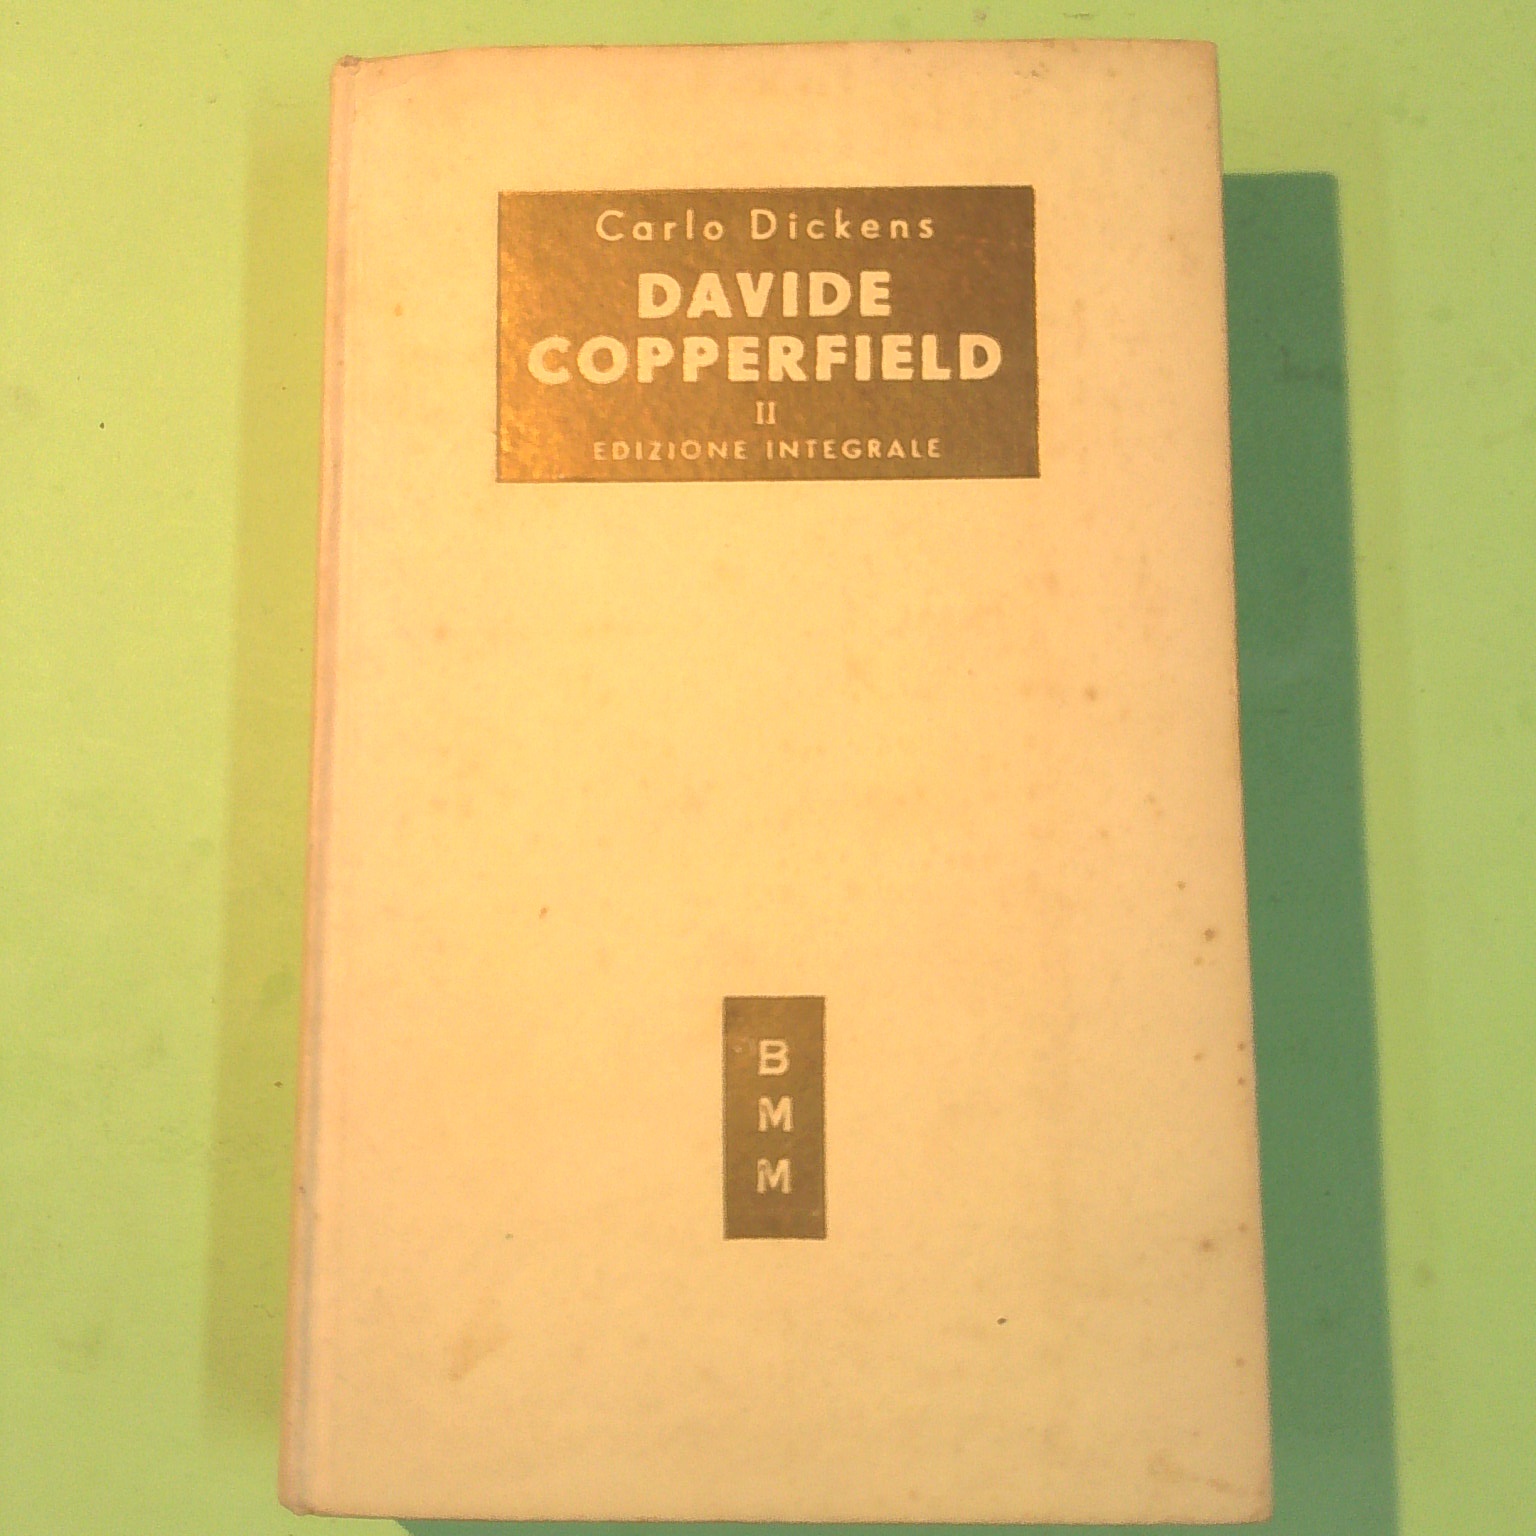 Carlo Dickens
DAVIDE
COPPERFIELD
II
EDIZIONE INTEGRALE
B
M
M